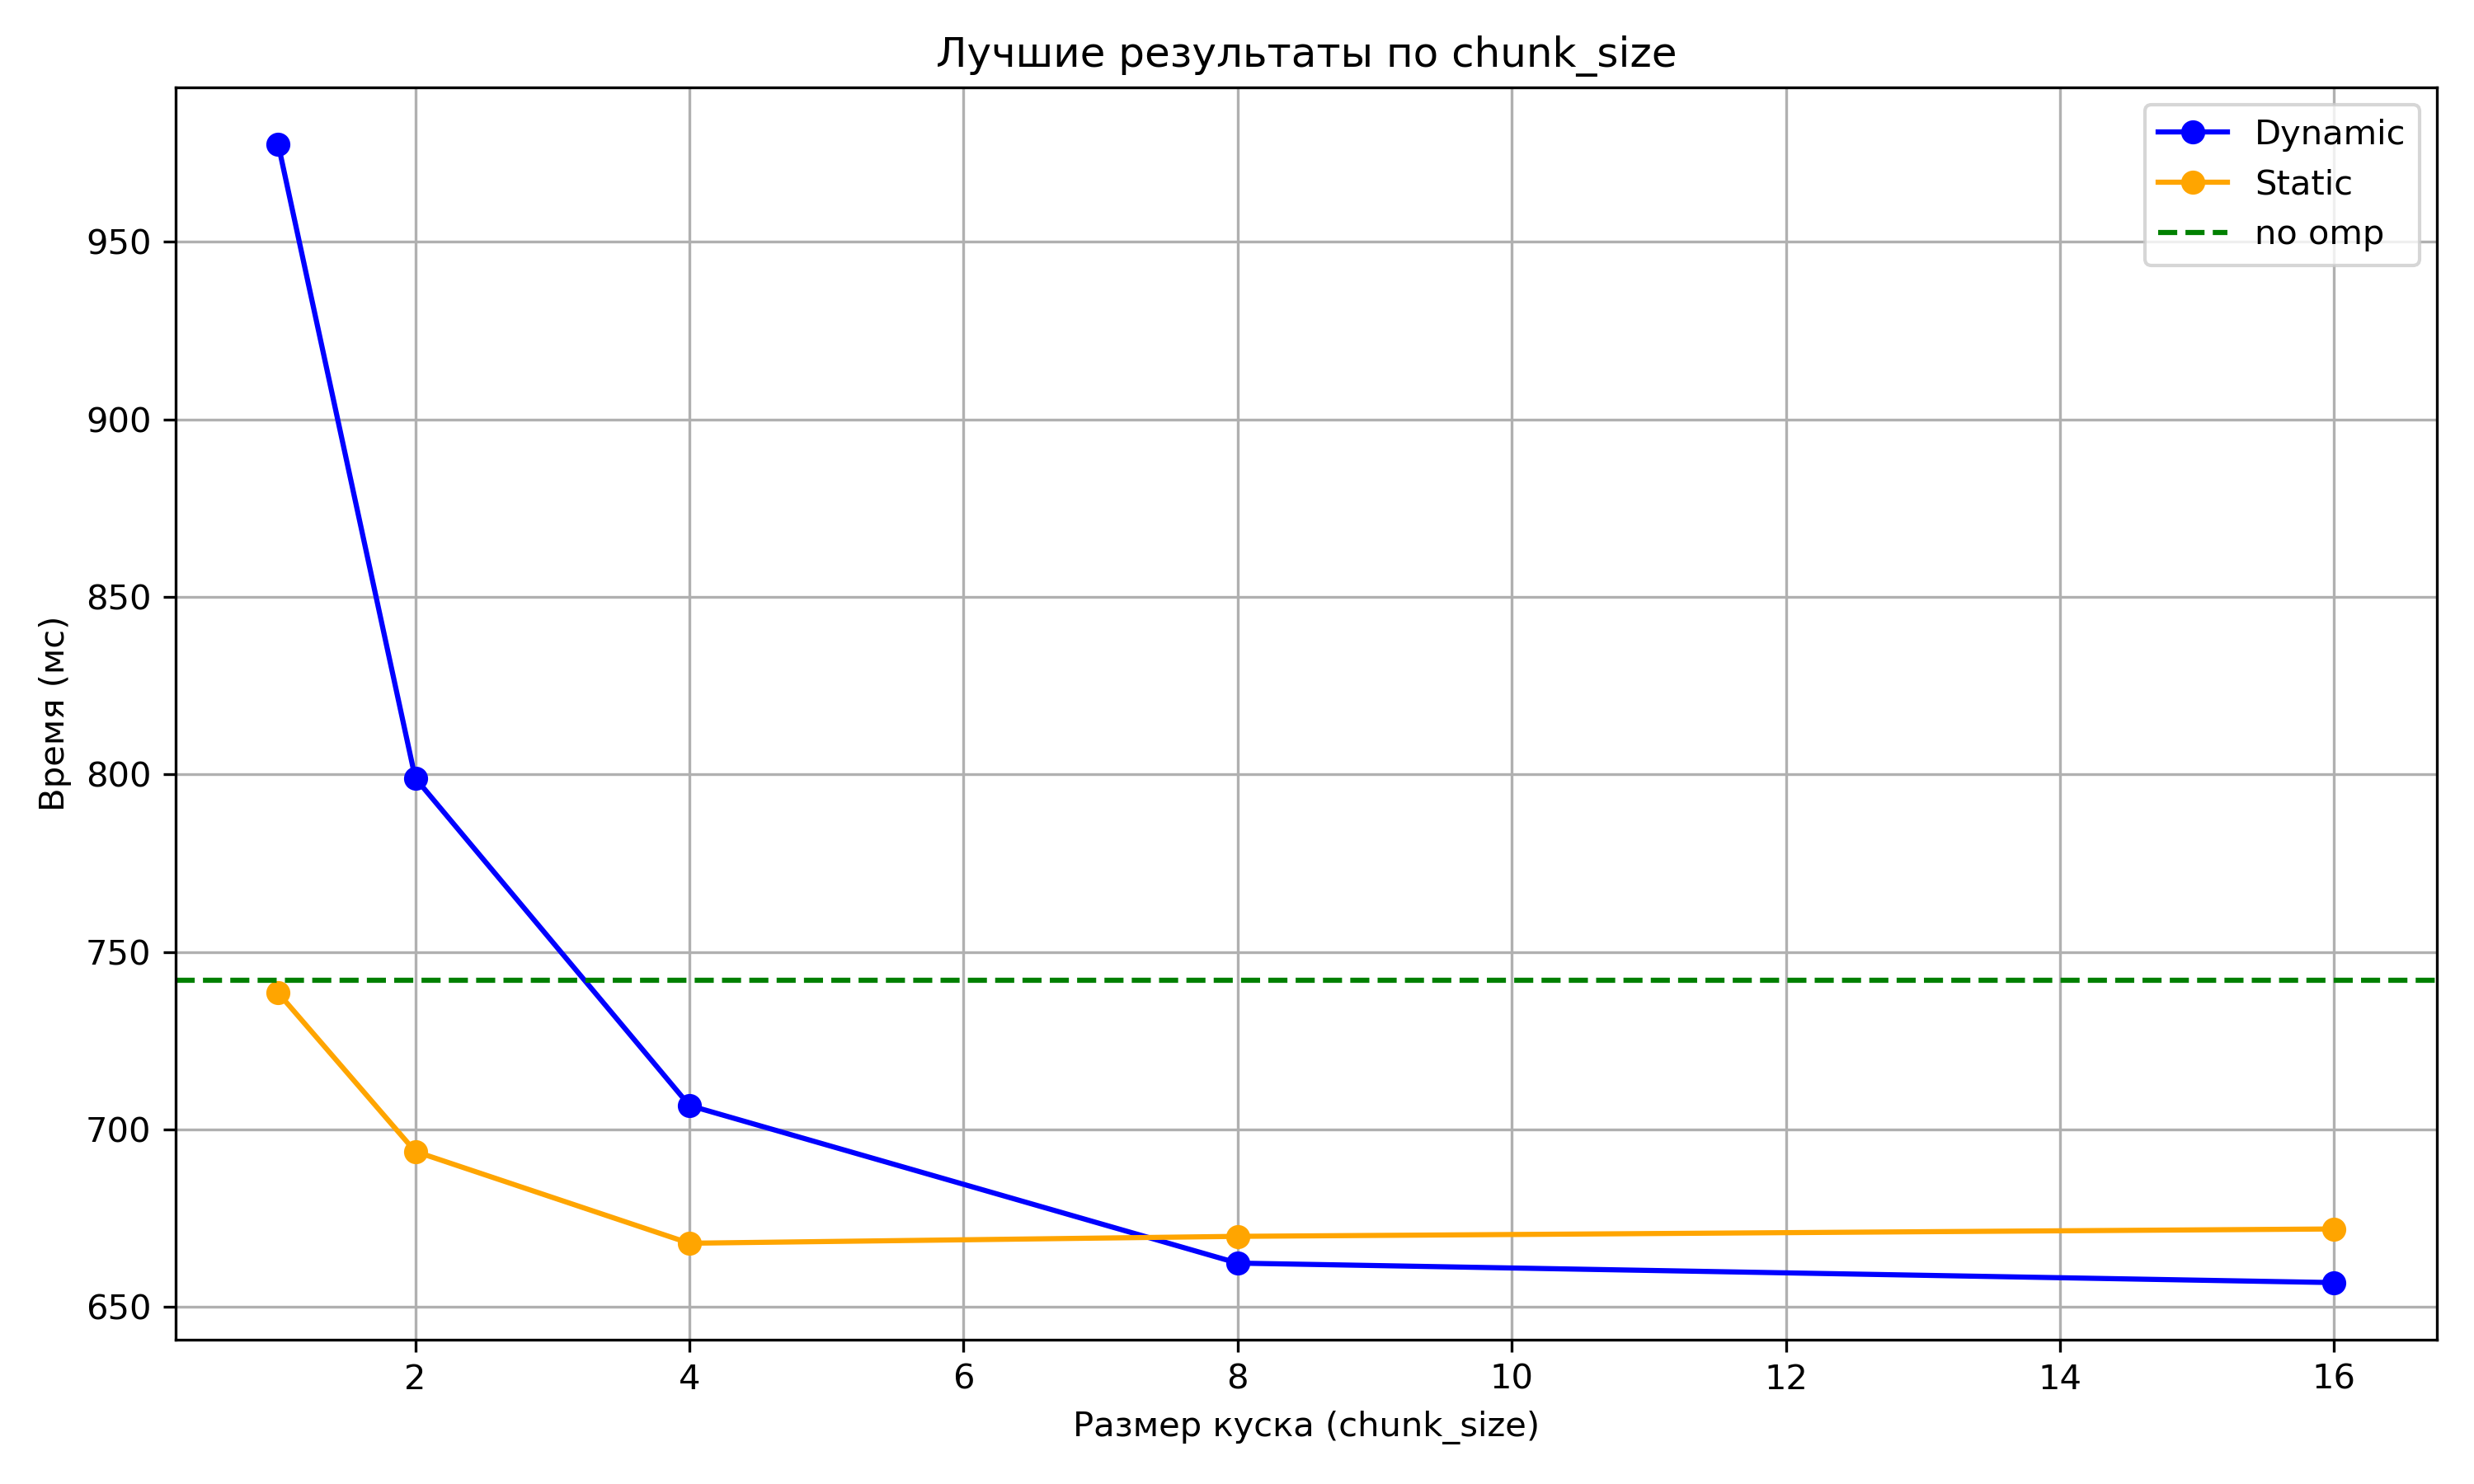 Лучшие результаты по chunk_size
Dynamic
Static
no omp
Время (мс)
950
900
850
800
750
700
650
2 4 6 8 10 12 14 16
Размер куска (chunk_size)